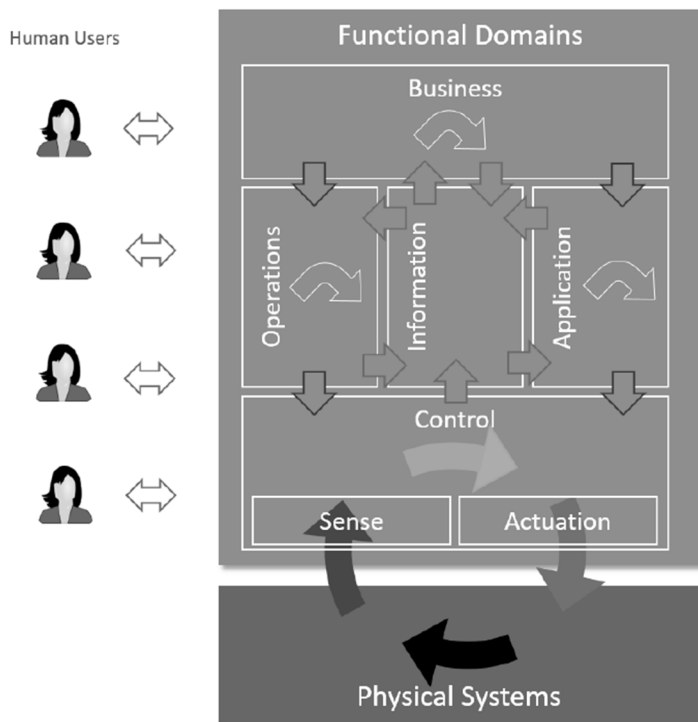 Human Users
Functional Domains
Business
Operations
Information
Application
Control
Sense
Actuation
Physical Systems